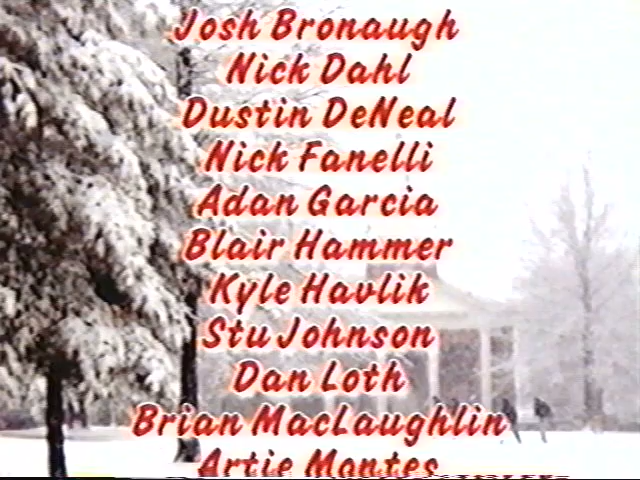 Josh Bronaugh
Nick Dahl
Dustin DeNeal
Nick Fanelli
Adan Garcia
Blair Hammer
Kyle Havlik
Stu Johnson
Dan Loth
Brian MacLaughlin
Artie Montes